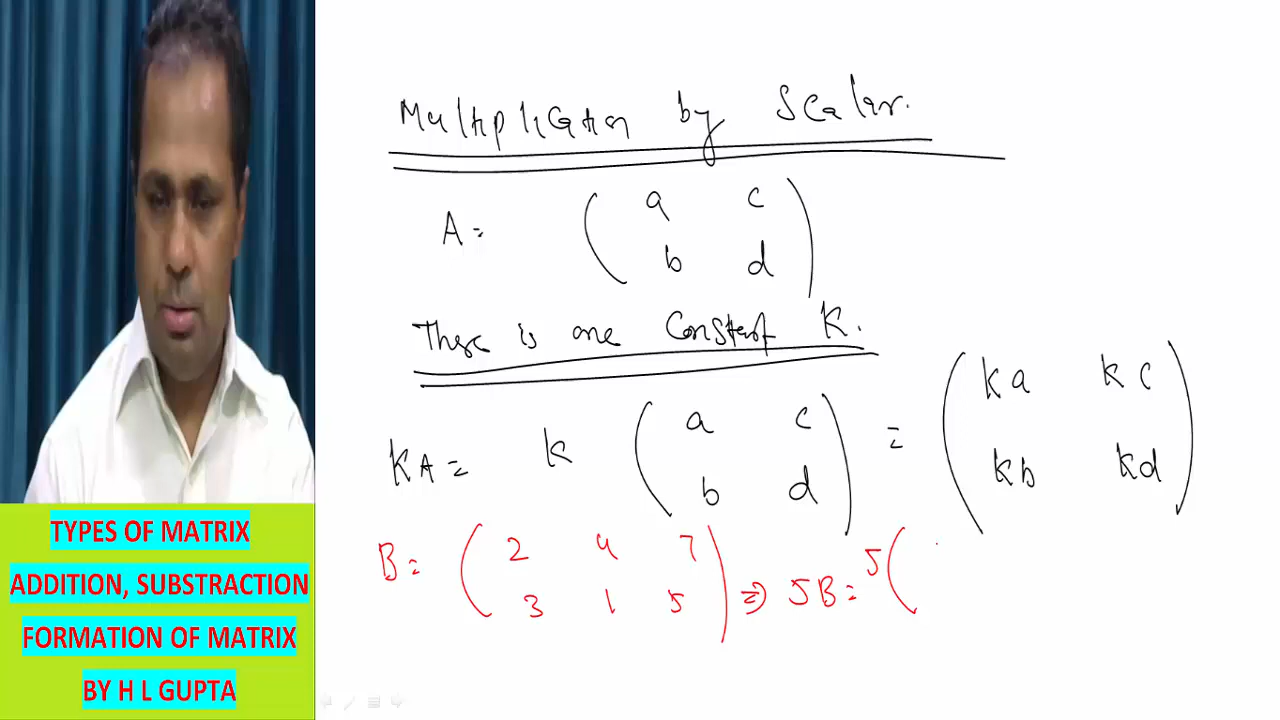 Multiplication by Scalar.
A = ( a c
b d )
There is one constant K.
KA = K ( a c
b d ) = ( ka kc
kb kd )
B = ( 2 4 7
3 1 5 ) ⇒ 5B = 5 (
TYPES OF MATRIX
ADDITION, SUBSTRACTION
FORMATION OF MATRIX
BY H L GUPTA